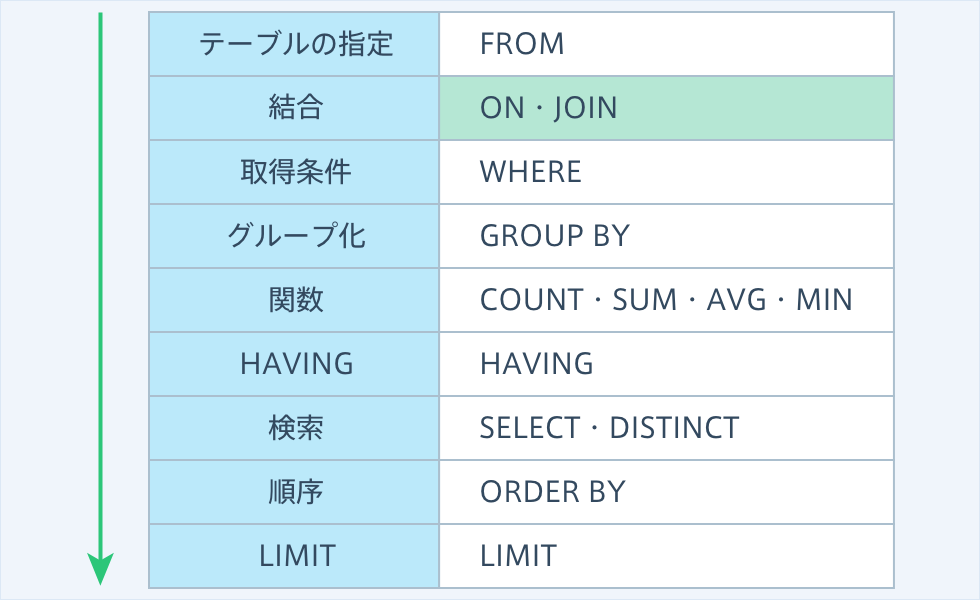 テーブルの指定 FROM
結合 ON・JOIN
取得条件 WHERE
グループ化 GROUP BY
関数 COUNT・SUM・AVG・MIN
HAVING HAVING
検索 SELECT・DISTINCT
順序 ORDER BY
LIMIT LIMIT